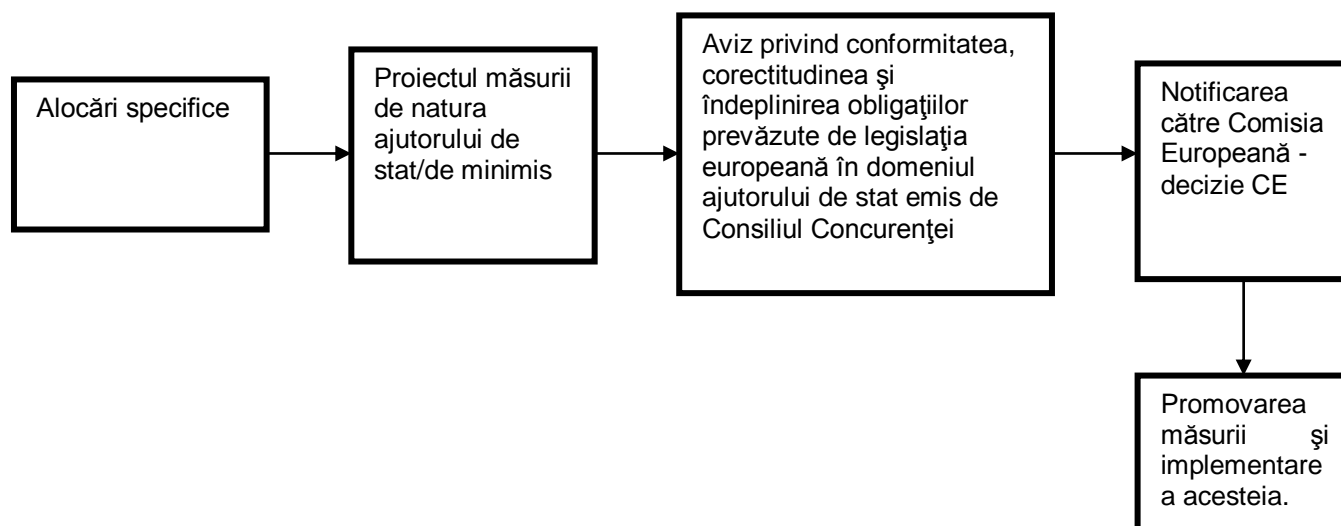 Alocări specifice
Proiectul măsurii
de natura
ajutorului de
stat/de minimis
Aviz privind conformitatea,
corectitudinea şi
îndeplinirea obligaţiilor
prevăzute de legislaţia
europeană în domeniul
ajutorului de stat emis de
Consiliul Concurenţei
Notificarea
către Comisia
Europeană -
decizie CE
Promovarea
măsurii şi
implementare
a acesteia.